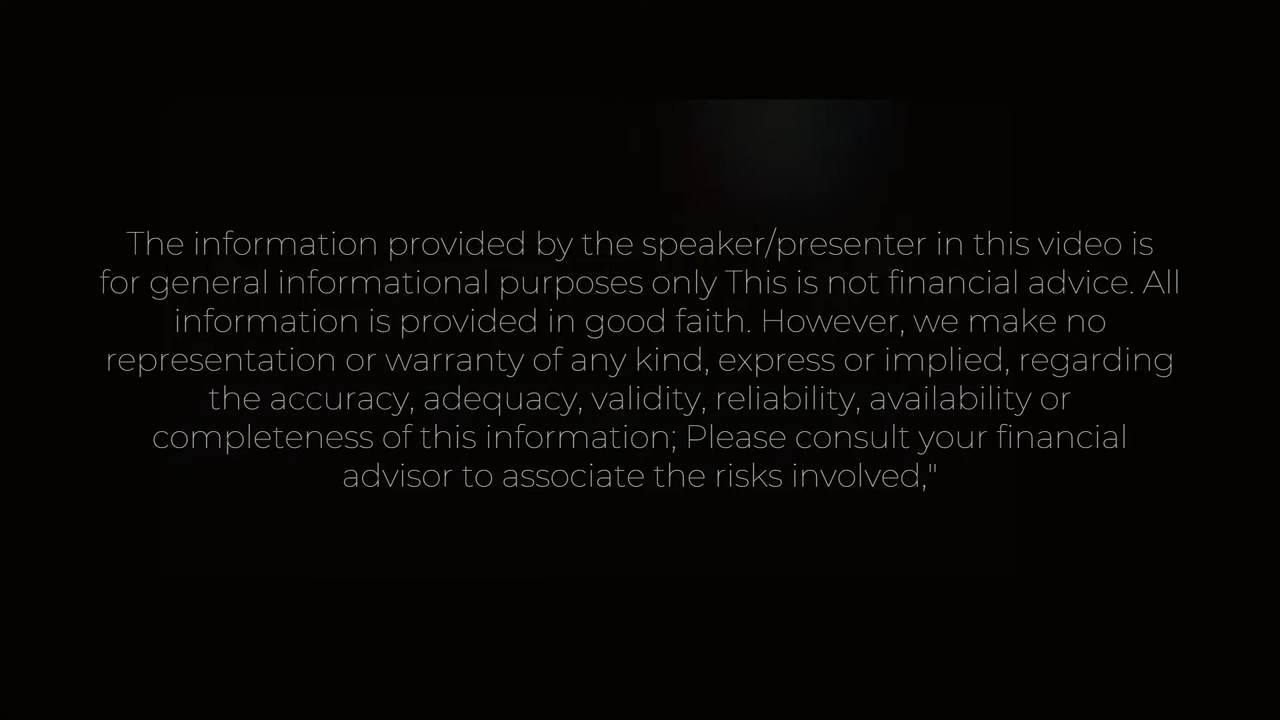 The information provided by the speaker/presenter in this video is
for general informational purposes only This is not financial advice. All
information is provided in good faith. However, we make no
representation or warranty of any kind, express or implied, regarding
the accuracy, adequacy, validity, reliability, availability or
completeness of this information; Please consult your financial
advisor to associate the risks involved,"